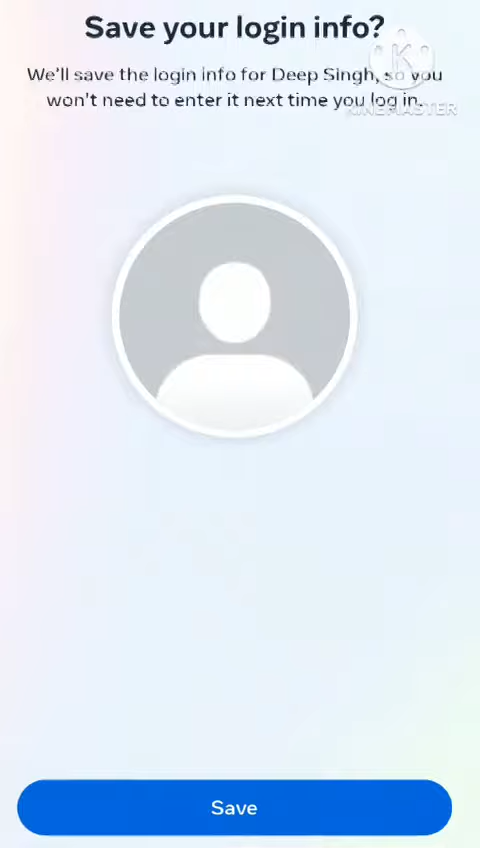 Save your login info?
We'll save the login info for Deep Singh, so you
won't need to enter it next time you log in.
K
KINEMASTER
Save